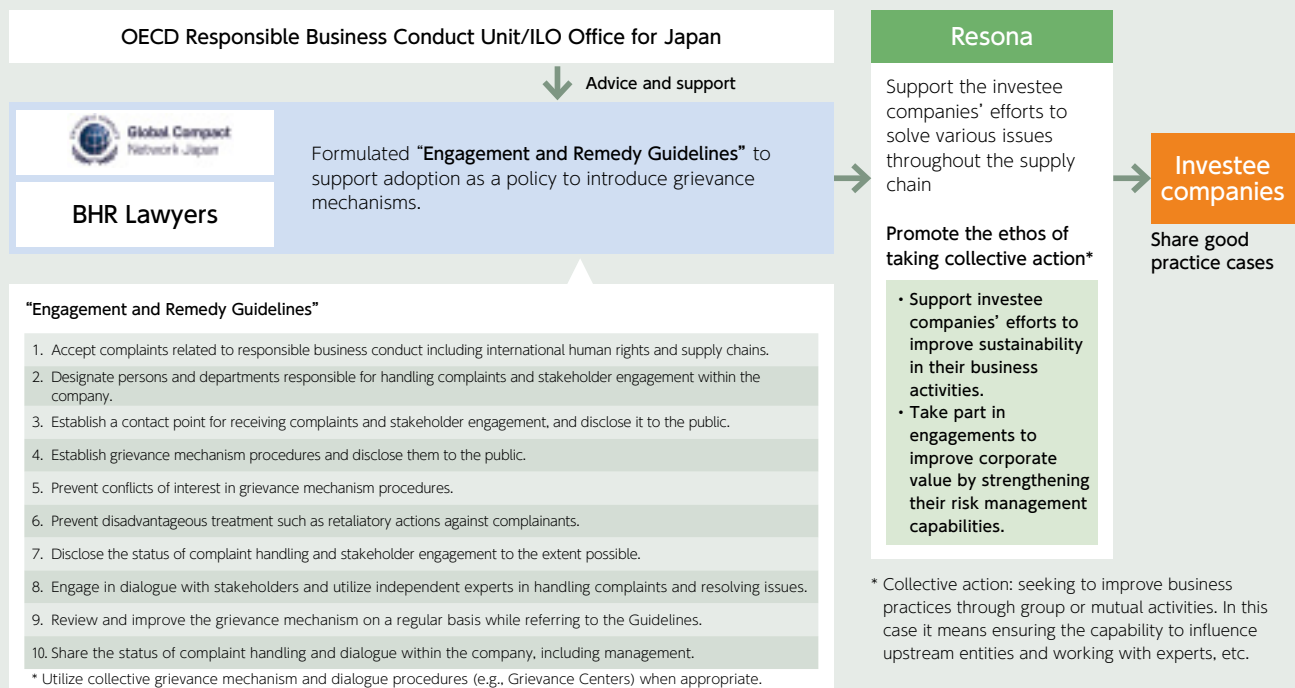 OECD Responsible Business Conduct Unit/ILO Office for Japan
Advice and support
Global Compact
Network Japan
BHR Lawyers
Formulated “Engagement and Remedy Guidelines” to
support adoption as a policy to introduce grievance
mechanisms.
“Engagement and Remedy Guidelines”
1. Accept complaints related to responsible business conduct including international human rights and supply chains.
2. Designate persons and departments responsible for handling complaints and stakeholder engagement within the
company.
3. Establish a contact point for receiving complaints and stakeholder engagement, and disclose it to the public.
4. Establish grievance mechanism procedures and disclose them to the public.
5. Prevent conflicts of interest in grievance mechanism procedures.
6. Prevent disadvantageous treatment such as retaliatory actions against complainants.
7. Disclose the status of complaint handling and stakeholder engagement to the extent possible.
8. Engage in dialogue with stakeholders and utilize independent experts in handling complaints and resolving issues.
9. Review and improve the grievance mechanism on a regular basis while referring to the Guidelines.
10. Share the status of complaint handling and dialogue within the company, including management.
* Utilize collective grievance mechanism and dialogue procedures (e.g., Grievance Centers) when appropriate.
Resona
Support the investee
companies’ efforts to
solve various issues
throughout the supply
chain
Promote the ethos of
taking collective action*
・Support investee
companies’ efforts to
improve sustainability
in their business
activities.
・Take part in
engagements to
improve corporate
value by strengthening
their risk management
capabilities.
* Collective action: seeking to improve business
practices through group or mutual activities. In this
case it means ensuring the capability to influence
upstream entities and working with experts, etc.
Investee
companies
Share good
practice cases